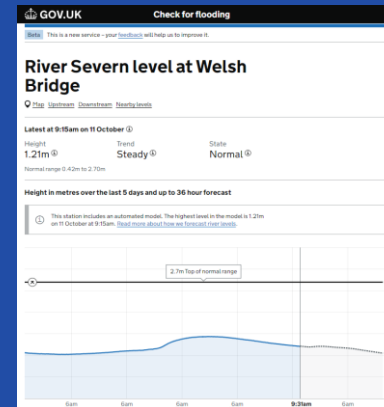 GOV.UK
Check for flooding
Beta This is a new service – your feedback will help us to improve it.
River Severn level at Welsh
Bridge
Map Upstream Downstream Nearby levels
Latest at 9:15am on 11 October
Height Trend State
1.21m Steady Normal
Normal range 0.42m to 2.70m
Height in metres over the last 5 days and up to 36 hour forecast
This station includes an automated model. The highest level in the model is 1.21m
on 11 October at 9:15am. Read more about how we forecast river levels.
2.7m Top of normal range
6am 6am 6am 6am 9:31am 6am